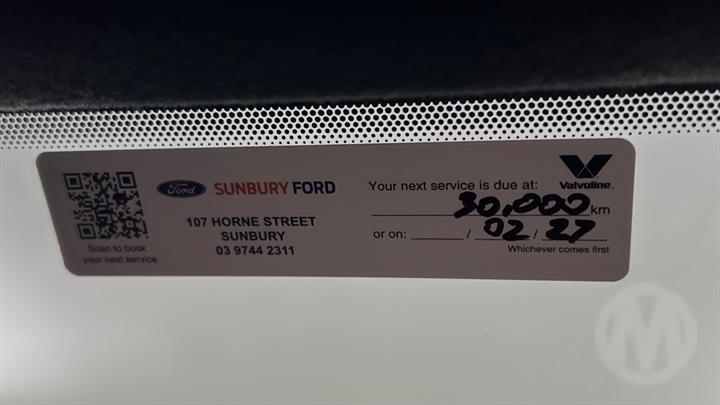 Ford SUNBURY FORD
107 HORNE STREET
SUNBURY
03 9744 2311
Scan to book
your next service
Your next service is due at:
Valvoline.
30,000 km
or on: ______ / 02 / 27
Whichever comes first
M